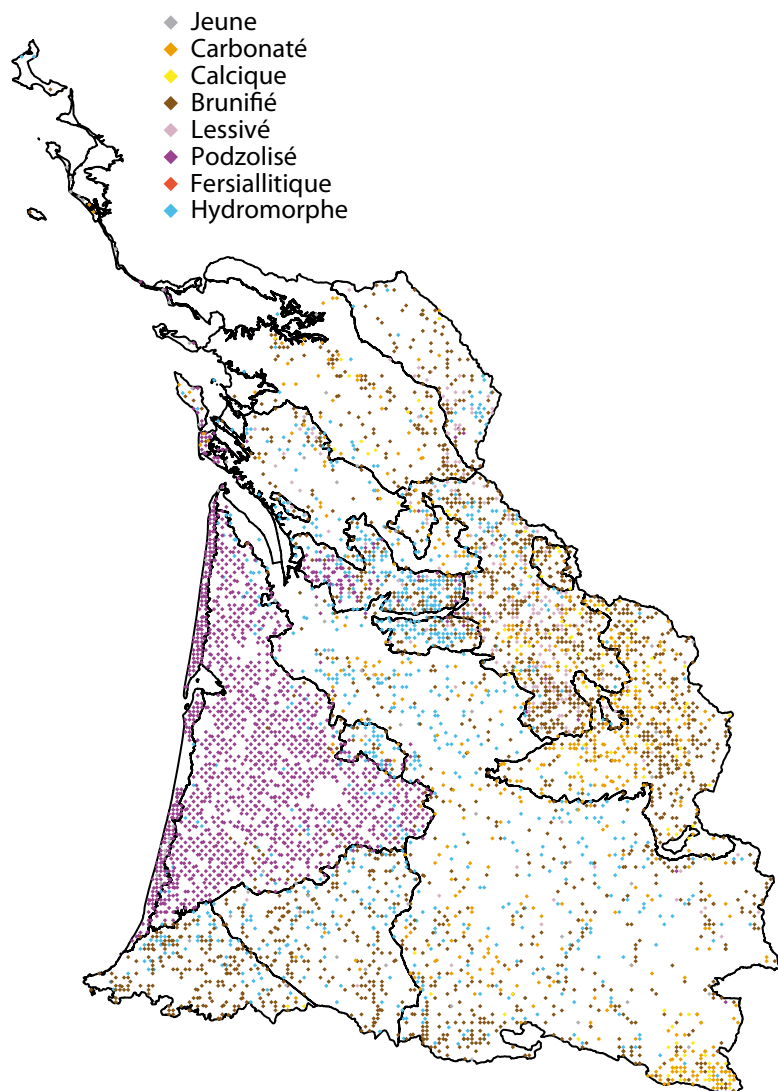 Jeune
Carbonaté
Calcique
Brunifié
Lessivé
Podzolisé
Fersiallitique
Hydromorphe